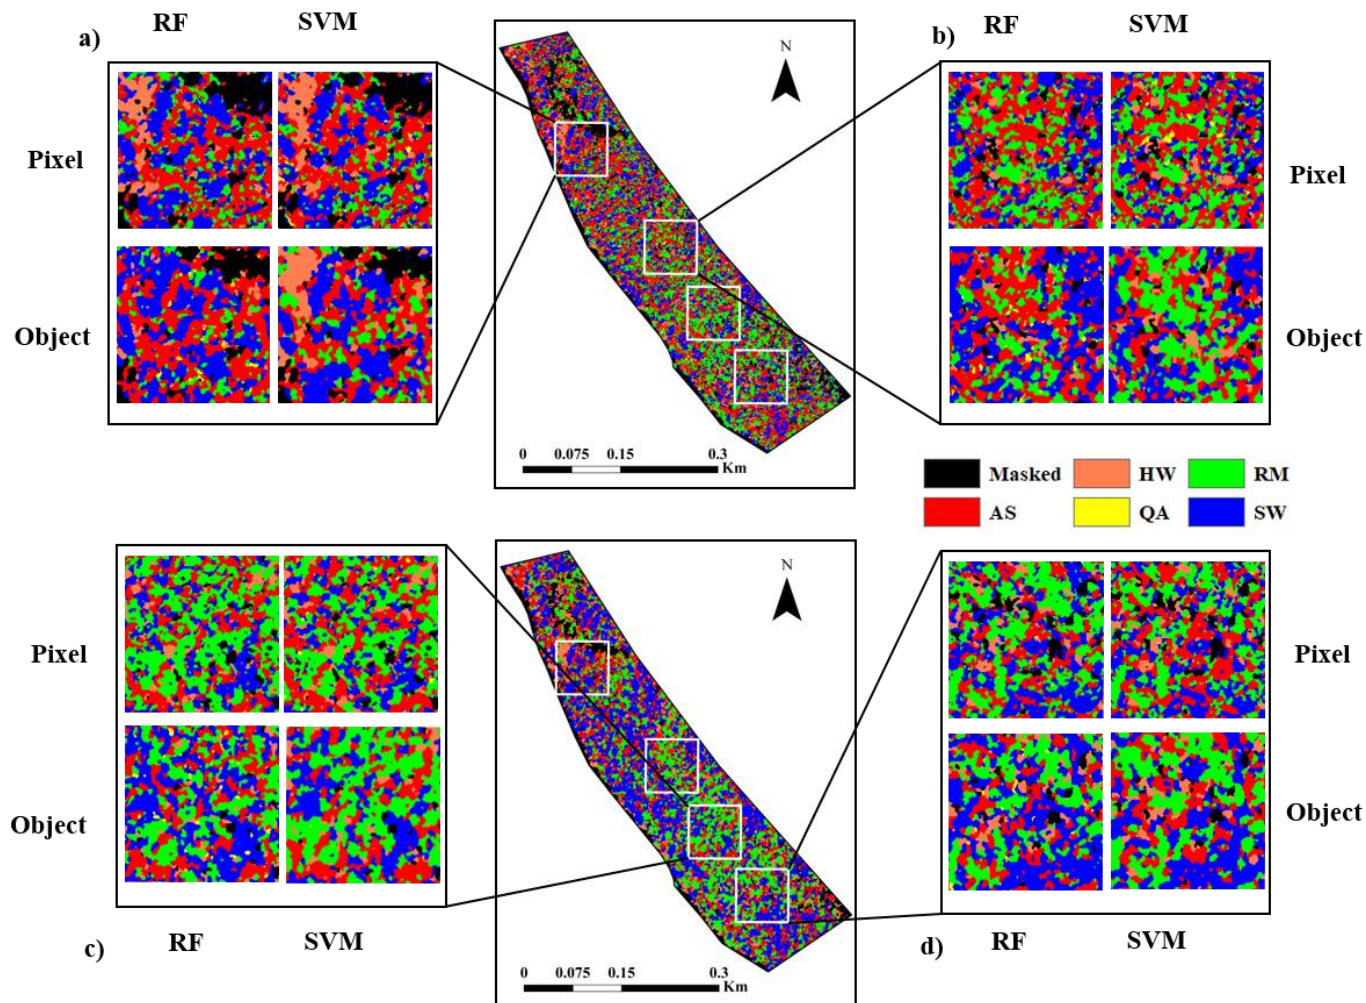 RF SVM
a)
Pixel
Object
N
0 0.075 0.15 0.3
Km
RF SVM
b)
Pixel
Object
Masked HW RM
AS QA SW
Pixel
Object
c)
RF SVM
N
0 0.075 0.15 0.3
Km
Pixel
Object
d)
RF SVM